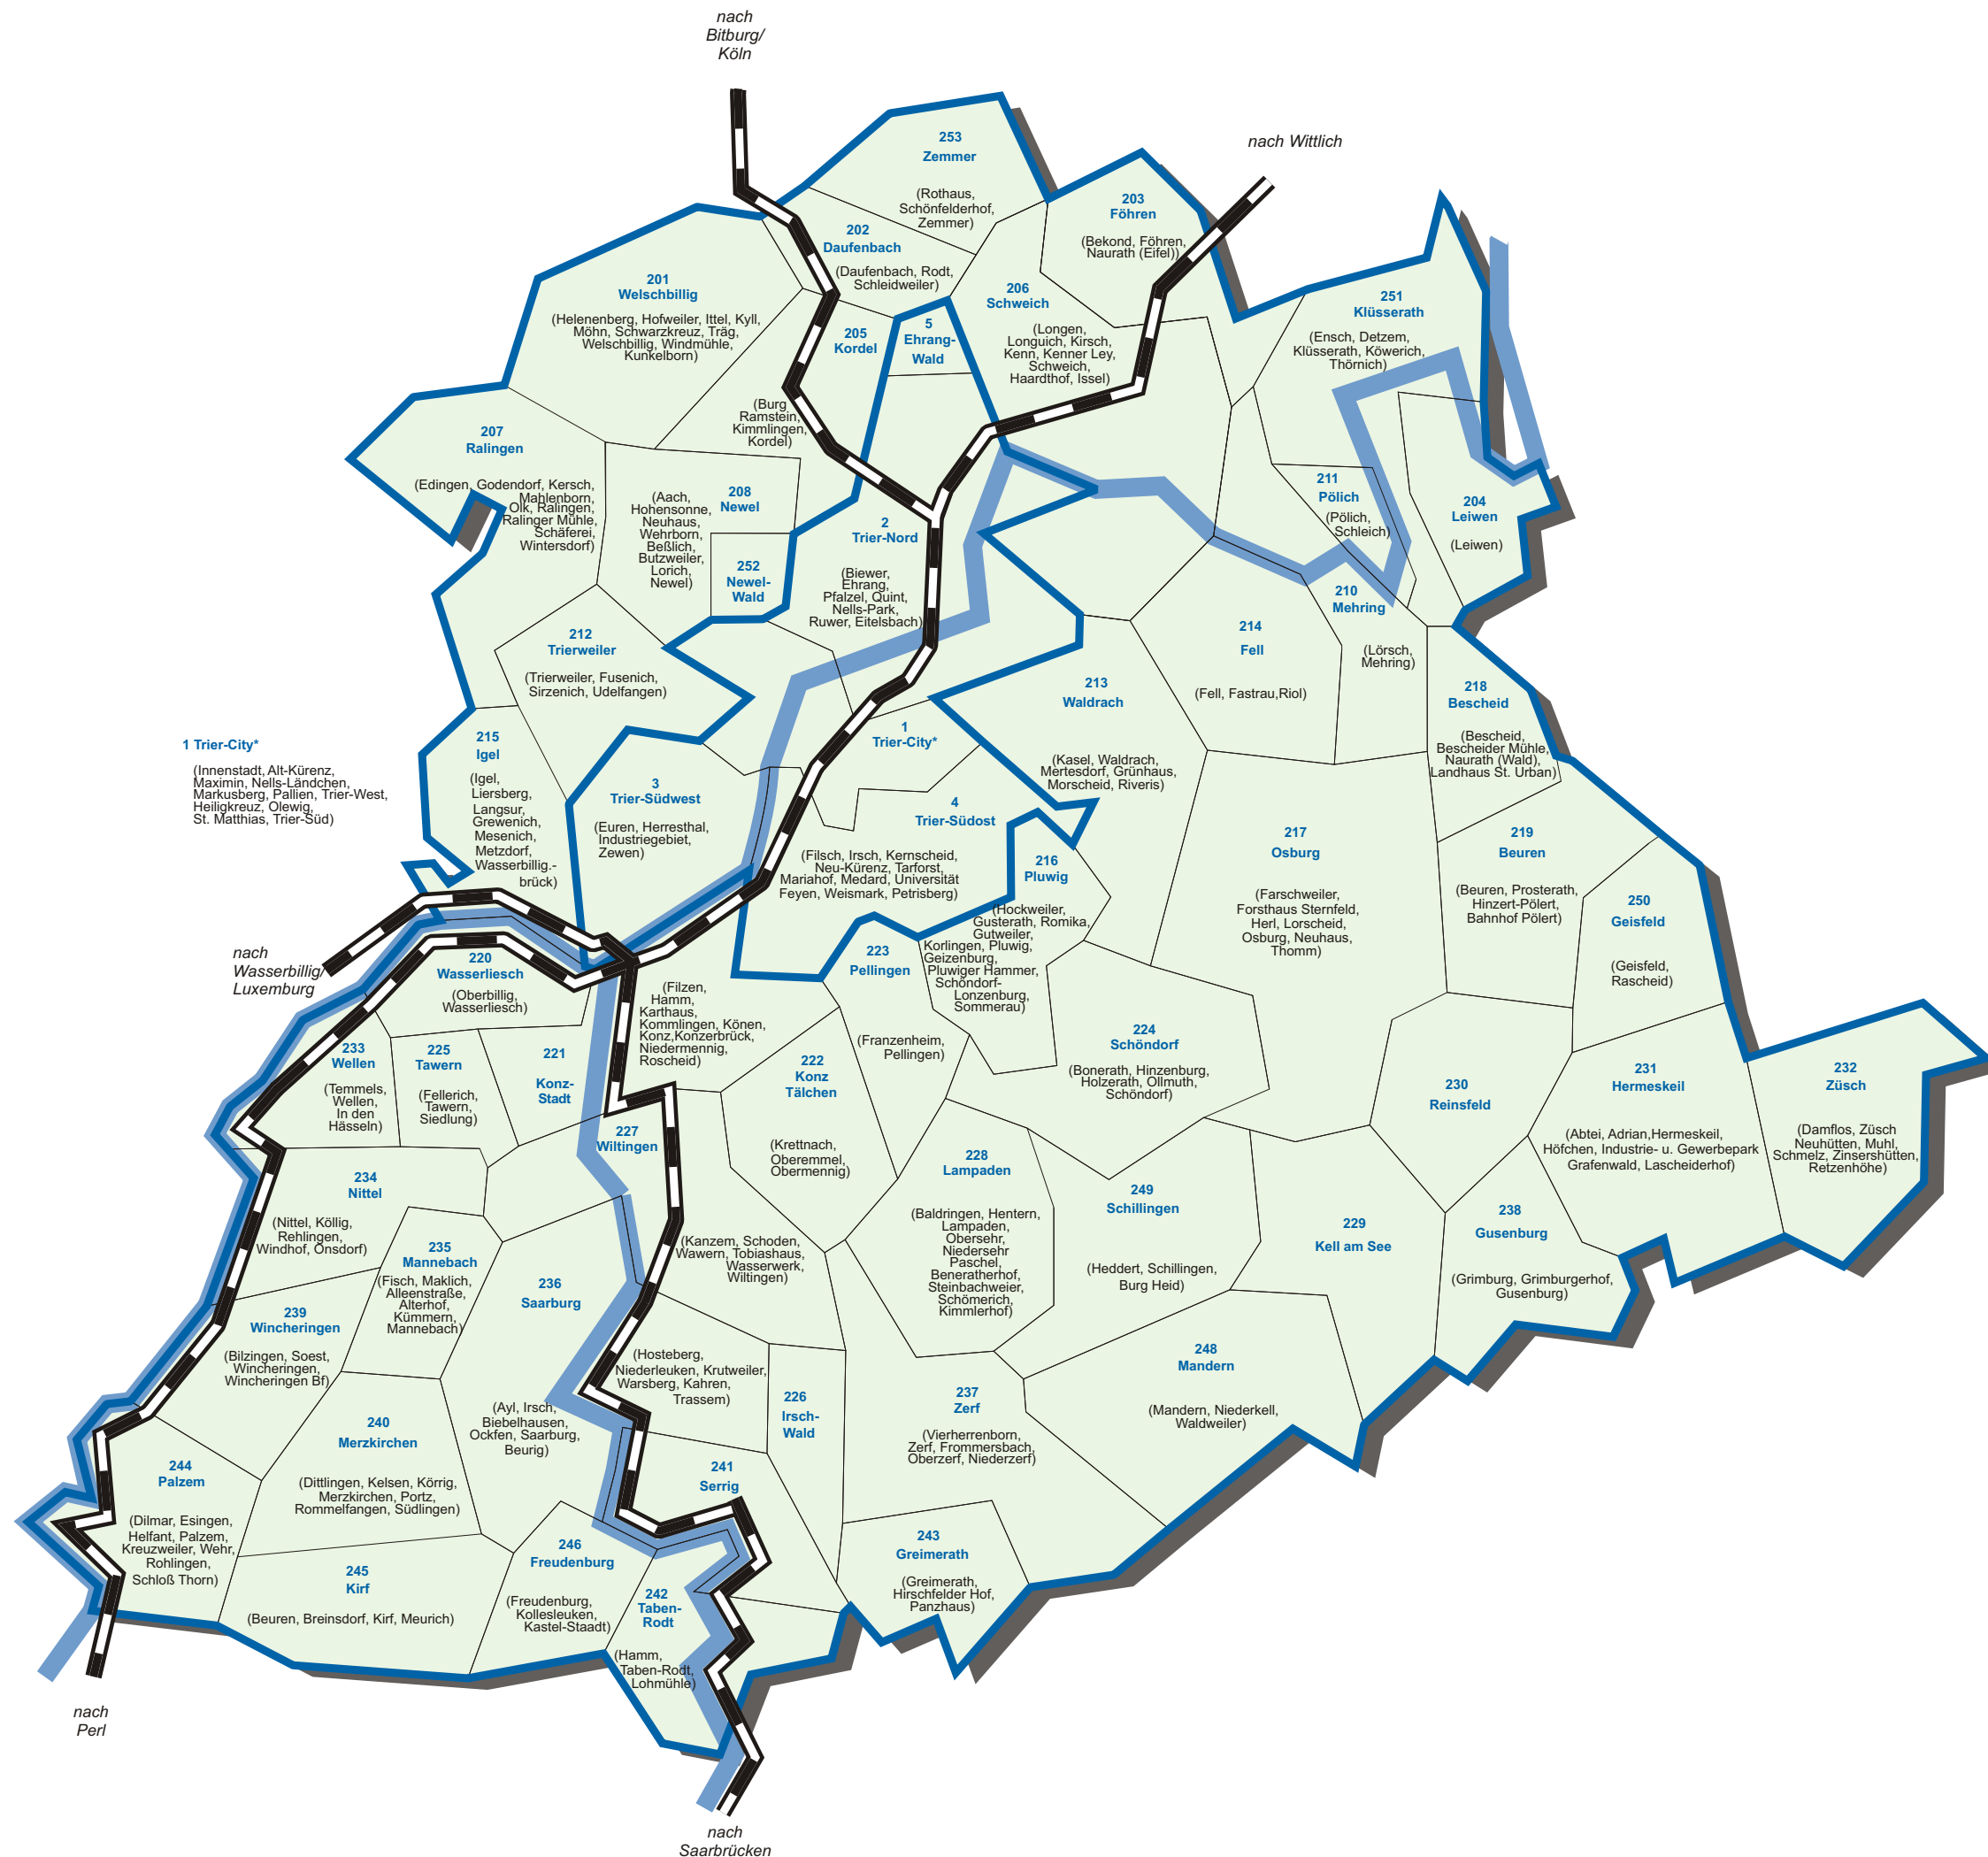 nach
Bitburg/
Köln
nach Wittlich
253
Zemmer
(Rothaus,
Schönfelderhof,
Zemmer)
203
Föhren
(Bekond, Föhren,
Naurath (Eifel))
202
Daufenbach
(Daufenbach, Rodt,
Schleidweiler)
201
Welschbillig
(Helenenberg, Hofweiler, Ittel, Kyll,
Möhn, Schwarzkreuz, Träg,
Welschbillig, Windmühle,
Kunkelborn)
206
Schweich
(Longen,
Longuich, Kirsch,
Kenn, Kenner Ley,
Schweich,
Haardthof, Issel)
251
Klüsserath
(Ensch, Detzem,
Klüsserath, Köwerich,
Thörnich)
205
Kordel
(Burg
Ramstein,
Kimmlingen,
Kordel)
5
Ehrang-
Wald
207
Ralingen
(Edingen, Godendorf, Kersch,
Mahlenborn,
Olk, Ralingen,
Ralinger Mühle,
Schäferei,
Wintersdorf)
208
Newel
(Aach,
Hohensonne,
Neuhaus,
Wehrborn,
Beßlich,
Butzweiler,
Lorich,
Newel)
211
Pölich
(Pölich,
Schleich)
204
Leiwen
(Leiwen)
2
Trier-Nord
(Biewer,
Ehrang,
Pfalzel, Quint,
Nells-Park,
Ruwer, Eitelsbach)
252
Newel-
Wald
210
Mehring
(Lörsch,
Mehring)
212
Trierweiler
(Trierweiler, Fusenich,
Sirzenich, Udelfangen)
214
Fell
(Fell, Fastrau,Riol)
213
Waldrach
(Kasel, Waldrach,
Mertesdorf, Grünhaus,
Morscheid, Riveris)
218
Bescheid
(Bescheid,
Bescheider Mühle,
Naurath (Wald),
Landhaus St. Urban)
1 Trier-City*
(Innenstadt, Alt-Kürenz,
Maximin, Nells-Ländchen,
Markusberg, Pallien, Trier-West,
Heiligkreuz, Olewig,
St. Matthias, Trier-Süd)
215
Igel
(Igel,
Liersberg,
Langsur,
Grewenich,
Mesenich,
Metzdorf,
Wasserbillig.-
brück)
1
Trier-City*
3
Trier-Südwest
(Euren, Herresthal,
Industriegebiet,
Zewen)
4
Trier-Südost
(Filsch, Irsch, Kernscheid,
Neu-Kürenz, Tarforst,
Mariahof, Medard, Universität
Feyen, Weismark, Petrisberg)
216
Pluwig
(Hockweiler,
Gusterath, Romika,
Gutweiler,
Korlingen, Pluwig,
Geizenburg,
Pluwiger Hammer,
Schöndorf-
Lonzenburg,
Sommerau)
217
Osburg
(Farschweiler,
Forsthaus Sternfeld,
Herl, Lorscheid,
Osburg, Neuhaus,
Thomm)
219
Beuren
(Beuren, Prosterath,
Hinzert-Pölert,
Bahnhof Pölert)
250
Geisfeld
(Geisfeld,
Rascheid)
nach
Wasserbillig/
Luxemburg
220
Wasserliesch
(Oberbillig,
Wasserliesch)
223
Pellingen
(Franzenheim,
Pellingen)
(Filzen,
Hamm,
Karthaus,
Kommlingen, Könen,
Konz,Konzerbrück,
Niedermennig,
Roscheid)
233
Wellen
(Temmels,
Wellen,
In den
Hässeln)
225
Tawern
(Fellerich,
Tawern,
Siedlung)
221
Konz-
Stadt
222
Konz
Tälchen
(Krettnach,
Oberemmel,
Obermennig)
224
Schöndorf
(Bonerath, Hinzenburg,
Holzerath, Ollmuth,
Schöndorf)
230
Reinsfeld
231
Hermeskeil
(Abtei, Adrian,Hermeskeil,
Höfchen, Industrie- u. Gewerbepark
Grafenwald, Lascheiderhof)
232
Züsch
(Damflos, Züsch
Neuhütten, Muhl,
Schmelz, Zinsershütten,
Retzenhöhe)
227
Wiltingen
(Kanzem, Schoden,
Wawern, Tobiashaus,
Wasserwerk,
Wiltingen)
228
Lampaden
(Baldringen, Hentern,
Lampaden,
Obersehr,
Niedersehr
Paschel,
Beneratherhof,
Steinbachweier,
Schömerich,
Kimmlerhof)
249
Schillingen
(Heddert, Schillingen,
Burg Heid)
229
Kell am See
238
Gusenburg
(Grimburg, Grimburgerhof,
Gusenburg)
234
Nittel
(Nittel, Köllig,
Rehlingen,
Windhof, Onsdorf)
235
Mannebach
(Fisch, Maklich,
Alleenstraße,
Alterhof,
Kümmern,
Mannebach)
236
Saarburg
(Ayl, Irsch,
Biebelhausen,
Ockfen, Saarburg,
Beurig)
239
Wincheringen
(Bilzingen, Soest,
Wincheringen,
Wincheringen Bf)
(Hosteberg,
Niederleuken, Krutweiler,
Warsberg, Kahren,
Trassem)
226
Irsch-
Wald
237
Zerf
(Vierherrenborn,
Zerf, Frommersbach,
Oberzerf, Niederzerf)
248
Mandern
(Mandern, Niederkell,
Waldweiler)
240
Merzkirchen
(Dittlingen, Kelsen, Körrig,
Merzkirchen, Portz,
Rommelfangen, Südlingen)
244
Palzem
(Dilmar, Esingen,
Helfant, Palzem,
Kreuzweiler, Wehr,
Rohlingen,
Schloß Thorn)
241
Serrig
243
Greimerath
(Greimerath,
Hirschfelder Hof,
Panzhaus)
246
Freudenburg
(Freudenburg,
Kollesleuken,
Kastel-Staadt)
245
Kirf
(Beuren, Breinsdorf, Kirf, Meurich)
242
Taben-
Rodt
(Hamm,
Taben-Rodt,
Lohmühle)
nach
Perl
nach
Saarbrücken